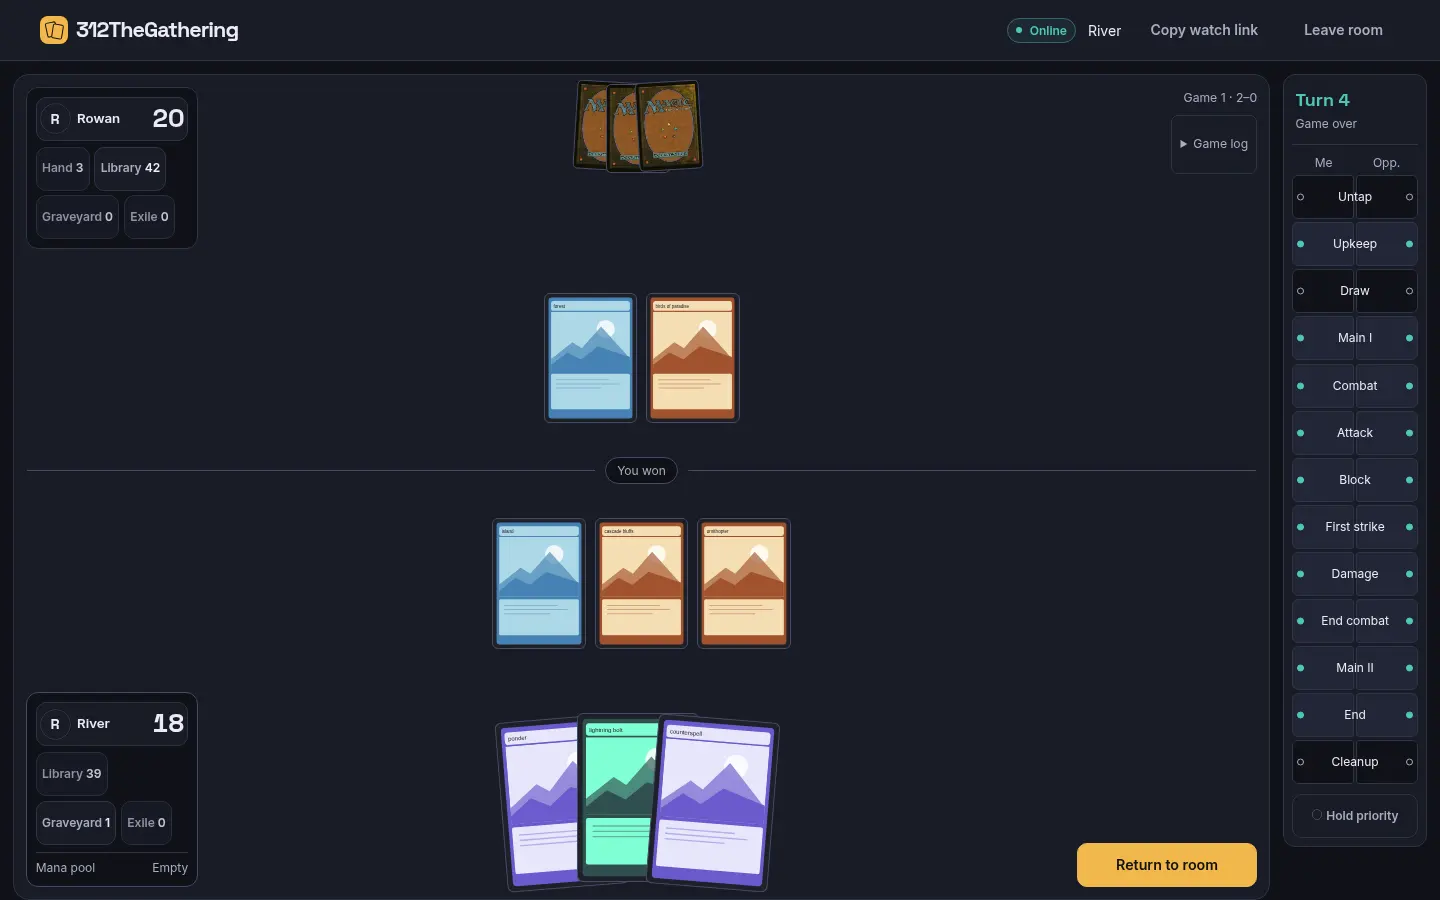 312TheGathering
Online
River
Copy watch link
Leave room
R
Rowan
20
Hand 3
Library 42
Graveyard 0
Exile 0
Game 1 · 2–0
Game log
forest
birds of paradise
You won
island
cascade bluffs
ornithopter
R
River
18
Library 39
Graveyard 1
Exile 0
Mana pool
Empty
ponder
lightning bolt
counterspell
Return to room
Turn 4
Game over
Me
Opp.
Untap
Upkeep
Draw
Main I
Combat
Attack
Block
First strike
Damage
End combat
Main II
End
Cleanup
Hold priority